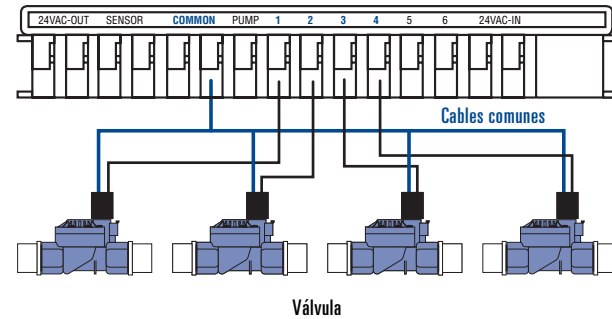 24VAC-OUT SENSOR COMMON PUMP 1 2 3 4 5 6 24VAC-IN
Cables comunes
Válvula